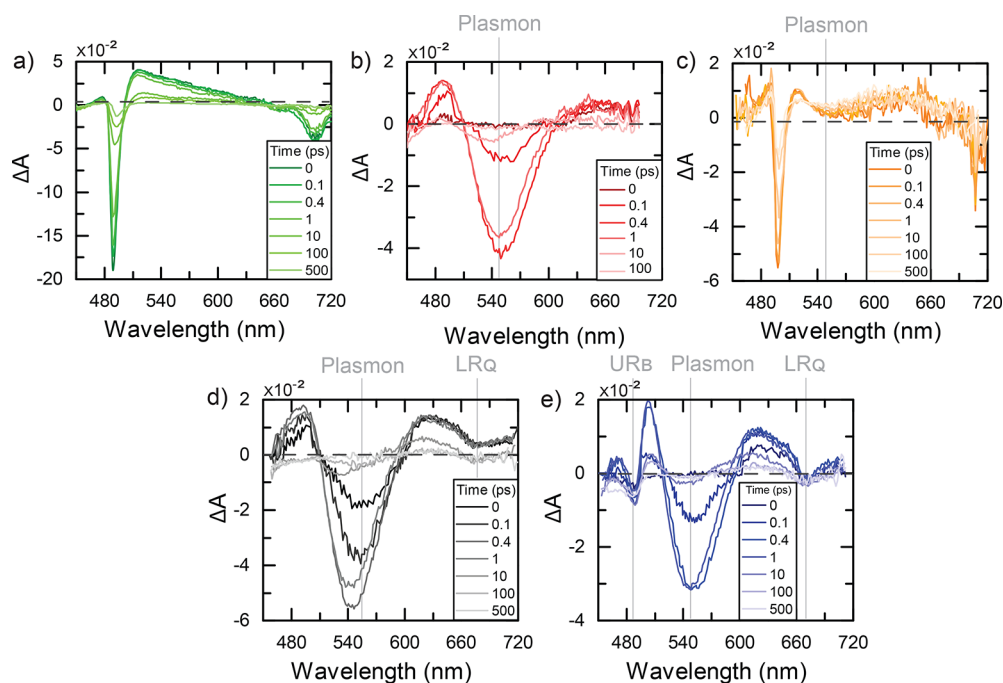 Plasmon
a) x10⁻² b) x10⁻² c) x10⁻² Plasmon
5
0
-5
-10
-15
-20
ΔA
480 540 600 660 720
Wavelength (nm)
Time (ps)
0
0.1
0.4
1
10
100
500
2
0
-2
-4
ΔA
480 540 600 660 720
Wavelength (nm)
Time (ps)
0
0.1
0.4
1
10
100
2
0
-2
-4
-6
ΔA
480 540 600 660 720
Wavelength (nm)
Time (ps)
0
0.1
0.4
1
10
100
500
d) x10⁻² Plasmon LRQ
2
0
-2
-4
-6
ΔA
480 540 600 660 720
Wavelength (nm)
Time (ps)
0
0.1
0.4
1
10
100
500
e) x10⁻² URB Plasmon LRQ
2
0
-2
-4
ΔA
480 540 600 660 720
Wavelength (nm)
Time (ps)
0
0.1
0.4
1
10
100
500